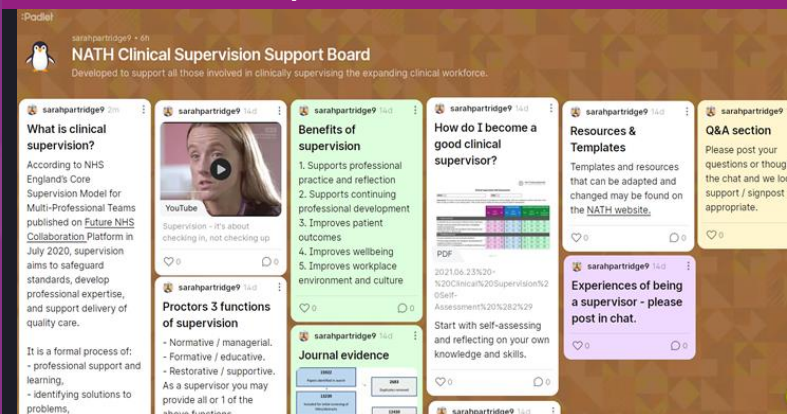 :Padlet
sarahpartridge9 • 6h
NATH Clinical Supervision Support Board
Developed to support all those involved in clinically supervising the expanding clinical workforce.
sarahpartridge9 2m
What is clinical
supervision?
According to NHS
England's Core
Supervision Model for
Multi-Professional Teams
published on Future NHS
Collaboration Platform in
July 2020, supervision
aims to safeguard
standards, develop
professional expertise,
and support delivery of
quality care.
It is a formal process of:
- professional support and
learning,
- identifying solutions to
problems,
sarahpartridge9 14d
YouTube
Supervision - it's about
checking in, not checking up
0
0
sarahpartridge9 14d
Proctors 3 functions
of supervision
- Normative / managerial.
- Formative / educative.
- Restorative / supportive.
As a supervisor you may
provide all or 1 of the
above functions
sarahpartridge9 14d
Benefits of
supervision
1. Supports professional
practice and reflection
2. Supports continuing
professional development
3. Improves patient
outcomes
4. Improves wellbeing
5. Improves workplace
environment and culture
0
0
sarahpartridge9 14d
Journal evidence
sarahpartridge9 14d
How do I become a
good clinical
supervisor?
PDF
2021.06.23%20-
%20Clinical%20Supervision%2
0Self-
Assessment%20%282%29
Start with self-assessing
and reflecting on your own
knowledge and skills.
0
0
sarahpartridge9 14d
sarahpartridge9 14d
Resources &
Templates
Templates and resources
that can be adapted and
changed may be found on
the NATH website.
0
0
sarahpartridge9 14d
Experiences of being
a supervisor - please
post in chat.
0
0
sarahpartridge9
Q&A section
Please post your
questions or thoug
the chat and we loo
support / signpost
appropriate.
0